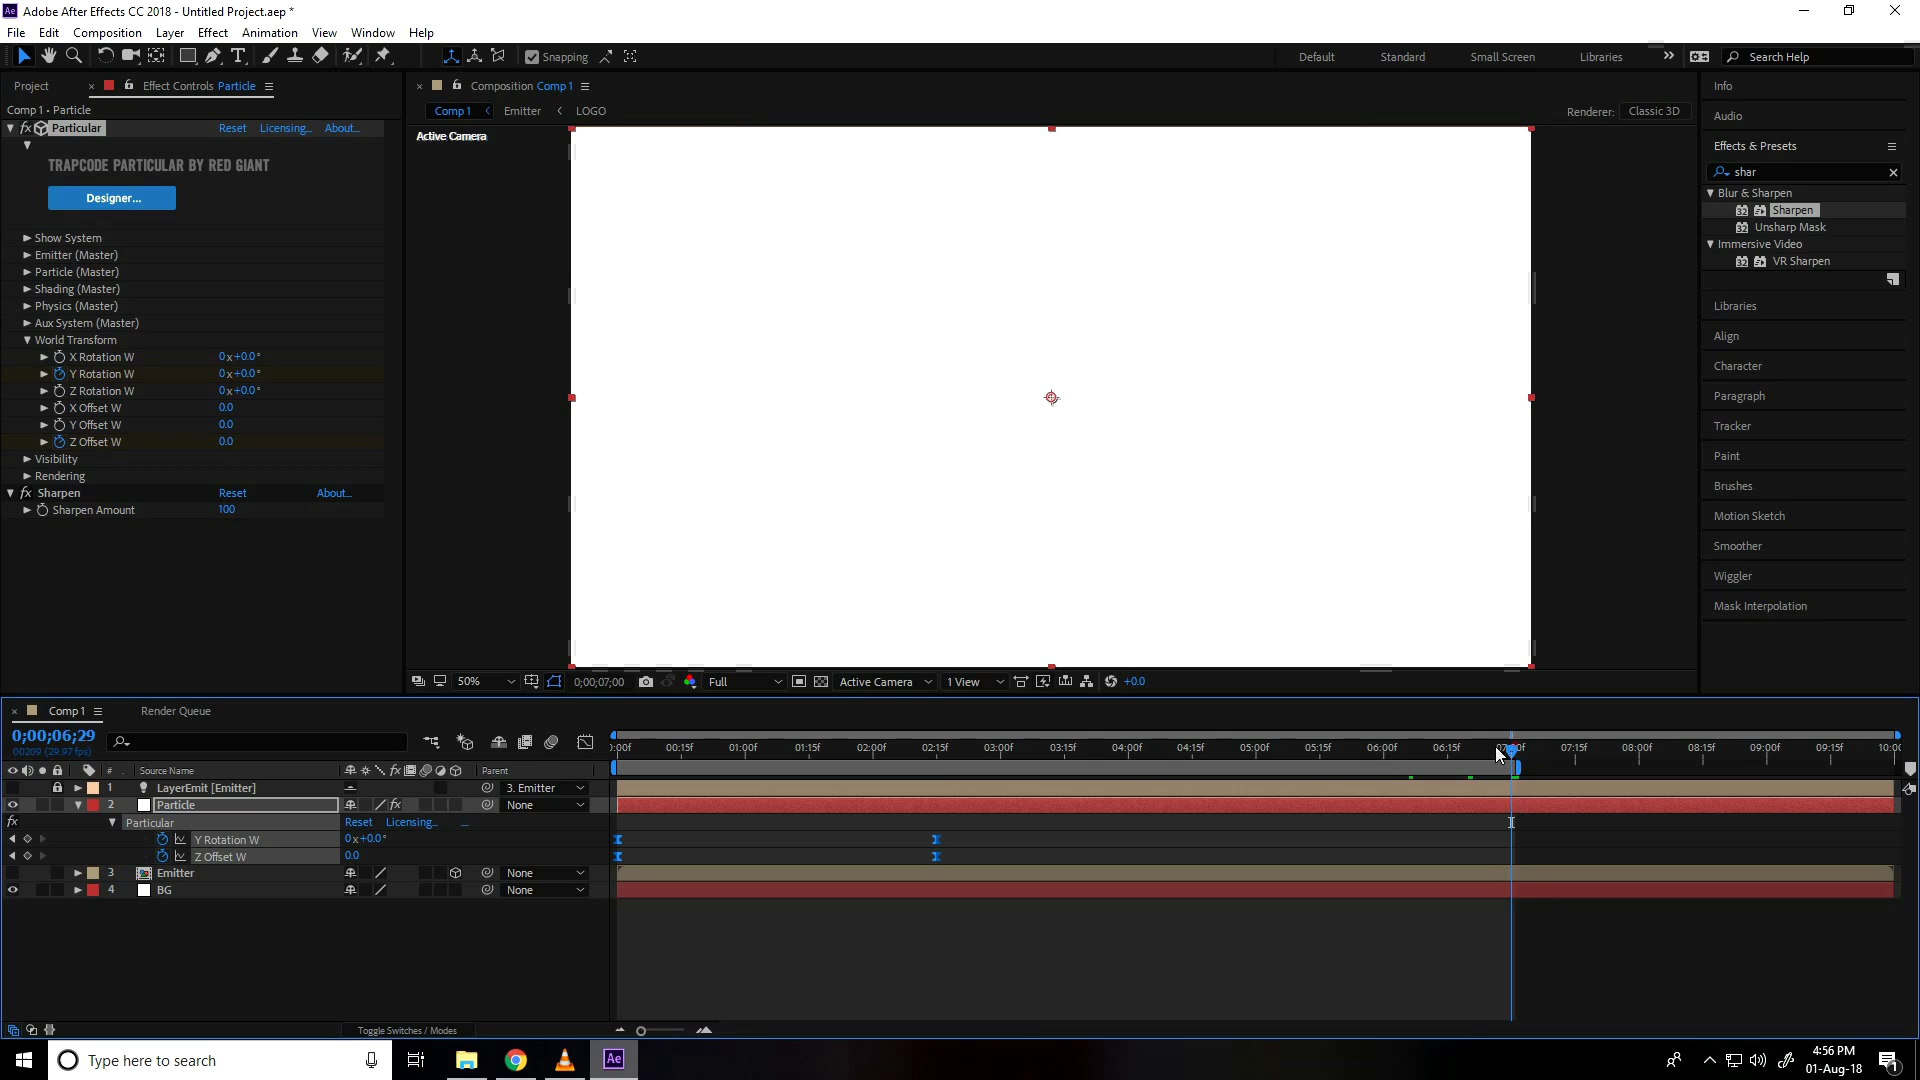 Adobe After Effects CC 2018 - Untitled Project.aep *
File Edit Composition Layer Effect Animation View Window Help
Snapping Default Standard Small Screen Libraries Search Help
Project Effect Controls Particle
Comp 1 • Particle
Particular Reset Licensing... About...
TRAPCODE PARTICULAR BY RED GIANT
Designer...
Show System
Emitter (Master)
Particle (Master)
Shading (Master)
Physics (Master)
Aux System (Master)
World Transform
X Rotation W 0x+0.0°
Y Rotation W 0x+0.0°
Z Rotation W 0x+0.0°
X Offset W 0.0
Y Offset W 0.0
Z Offset W 0.0
Visibility
Rendering
Sharpen Reset About...
Sharpen Amount 100
Composition Comp 1
Comp 1 Emitter LOGO
Renderer: Classic 3D
Active Camera
50% 0;00;07;00 Full Active Camera 1 View +0.0
Info
Audio
Effects & Presets
shar
Blur & Sharpen
Sharpen
Unsharp Mask
Immersive Video
VR Sharpen
Libraries
Align
Character
Paragraph
Tracker
Paint
Brushes
Motion Sketch
Smoother
Wiggler
Mask Interpolation
Comp 1 Render Queue
0;00;06;29
00209 (29.97 fps)
:00f 00:15f 01:00f 01:15f 02:00f 02:15f 03:00f 03:15f 04:00f 04:15f 05:00f 05:15f 06:00f 06:15f 07:15f 08:00f 08:15f 09:00f 09:15f 10:00
# Source Name Parent
1 LayerEmit [Emitter] 3. Emitter
2 Particle None
Particular Reset Licensing... ...
Y Rotation W 0x+0.0°
Z Offset W 0.0
3 Emitter None
4 BG None
Toggle Switches / Modes
Type here to search
4:56 PM
01-Aug-18
1